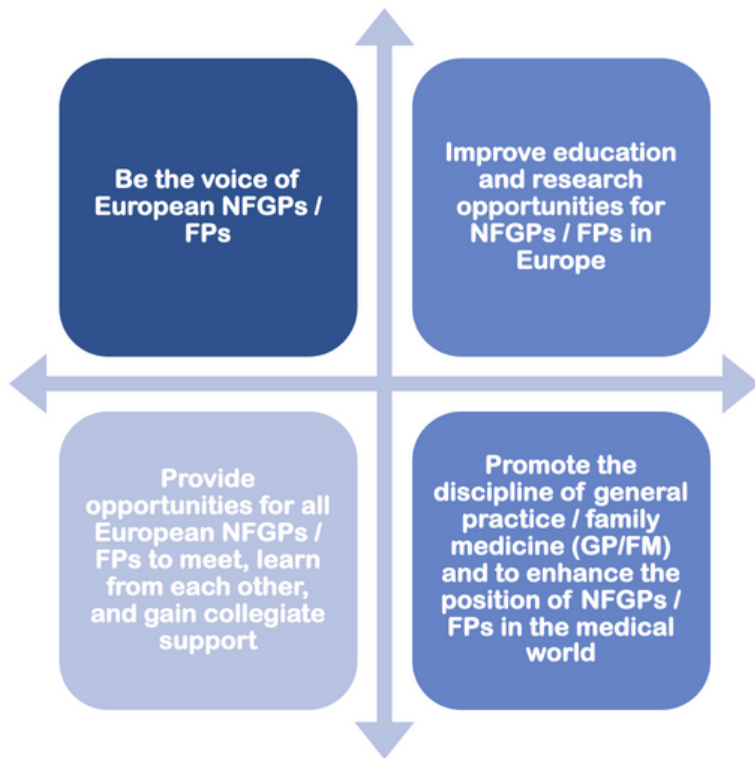 Be the voice of
European NFGPs /
FPs
Improve education
and research
opportunities for
NFGPs / FPs in
Europe
Provide
opportunities for all
European NFGPs /
FPs to meet, learn
from each other,
and gain collegiate
support
Promote the
discipline of general
practice / family
medicine (GP/FM)
and to enhance the
position of NFGPs /
FPs in the medical
world